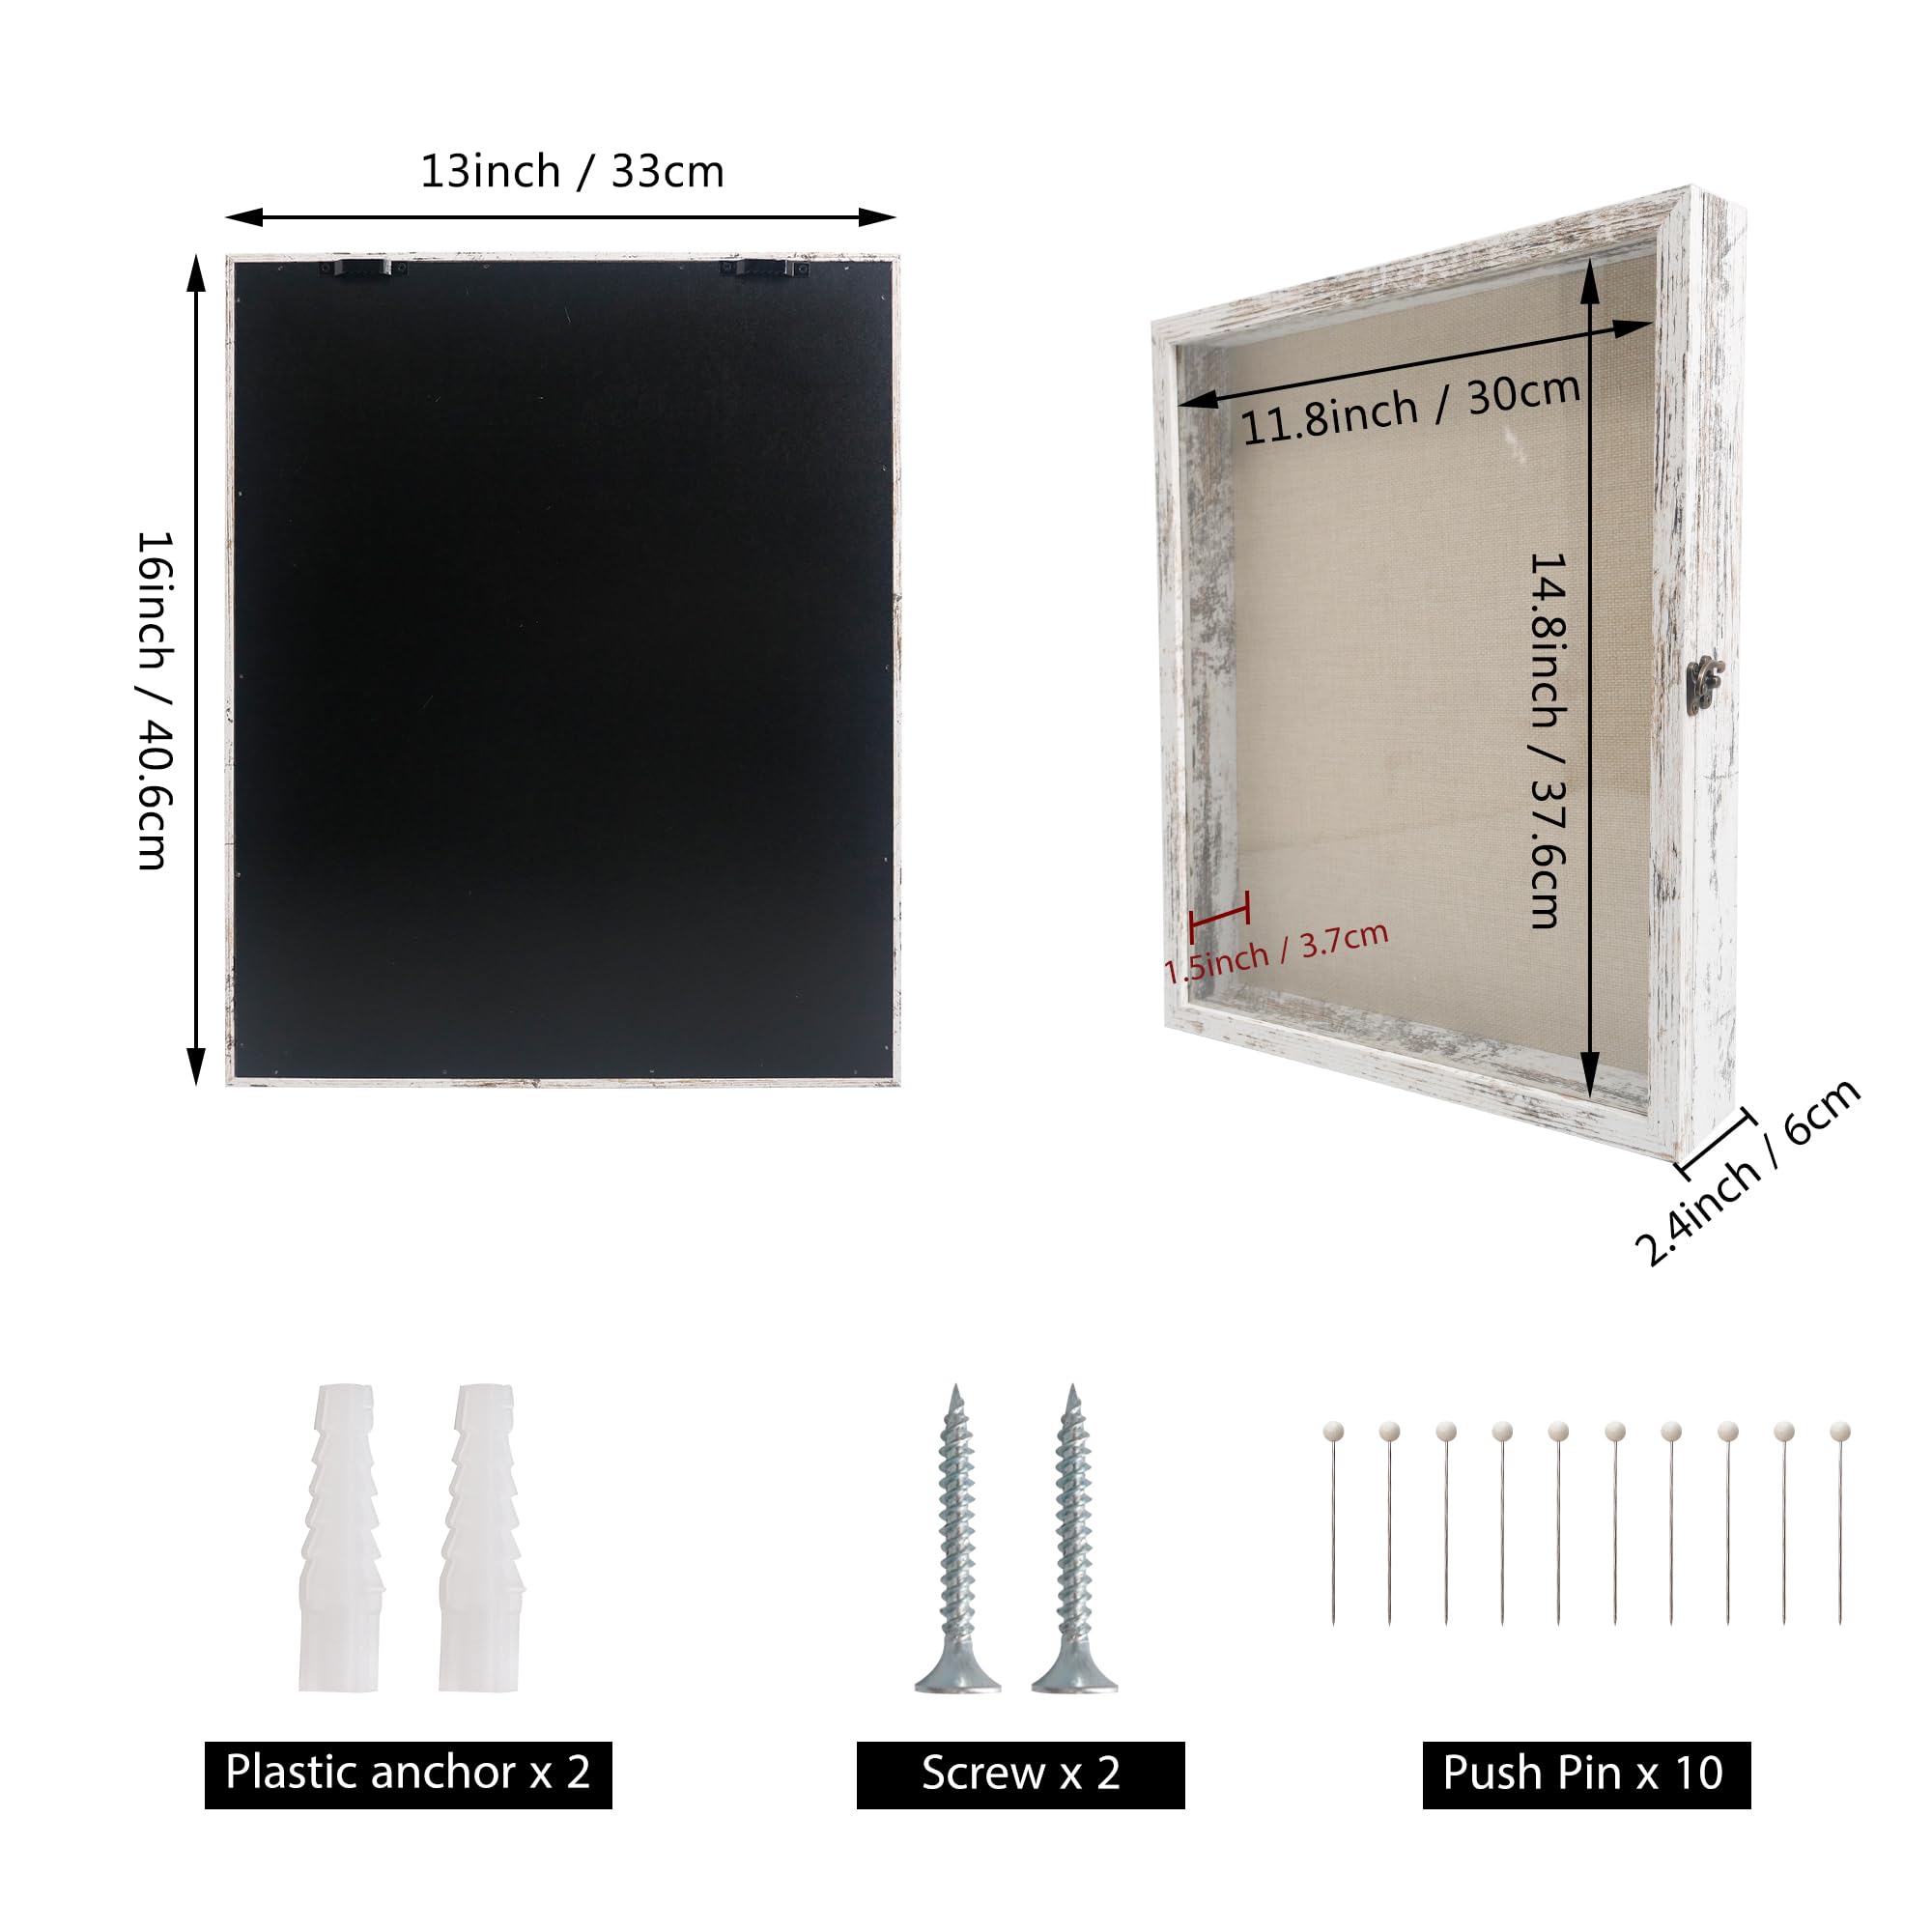 13inch / 33cm
16inch / 40.6cm
11.8inch / 30cm
14.8inch / 37.6cm
1.5inch / 3.7cm
2.4inch / 6cm
Plastic anchor x 2
Screw x 2
Push Pin x 10